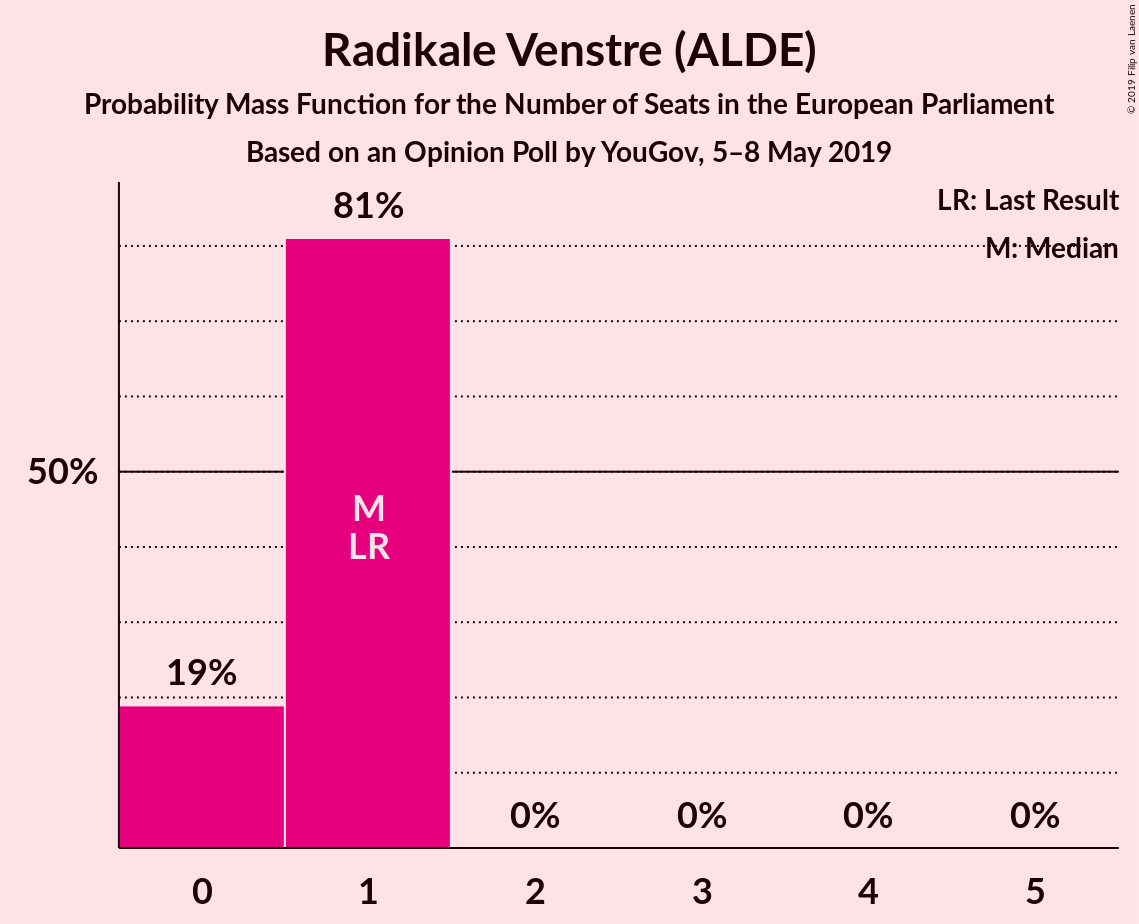 Radikale Venstre (ALDE)
Probability Mass Function for the Number of Seats in the European Parliament
Based on an Opinion Poll by YouGov, 5–8 May 2019
© 2019 Filip van Laenen
LR: Last Result
M: Median
81%
50%
M
LR
19%
0%
0%
0%
0%
0
1
2
3
4
5